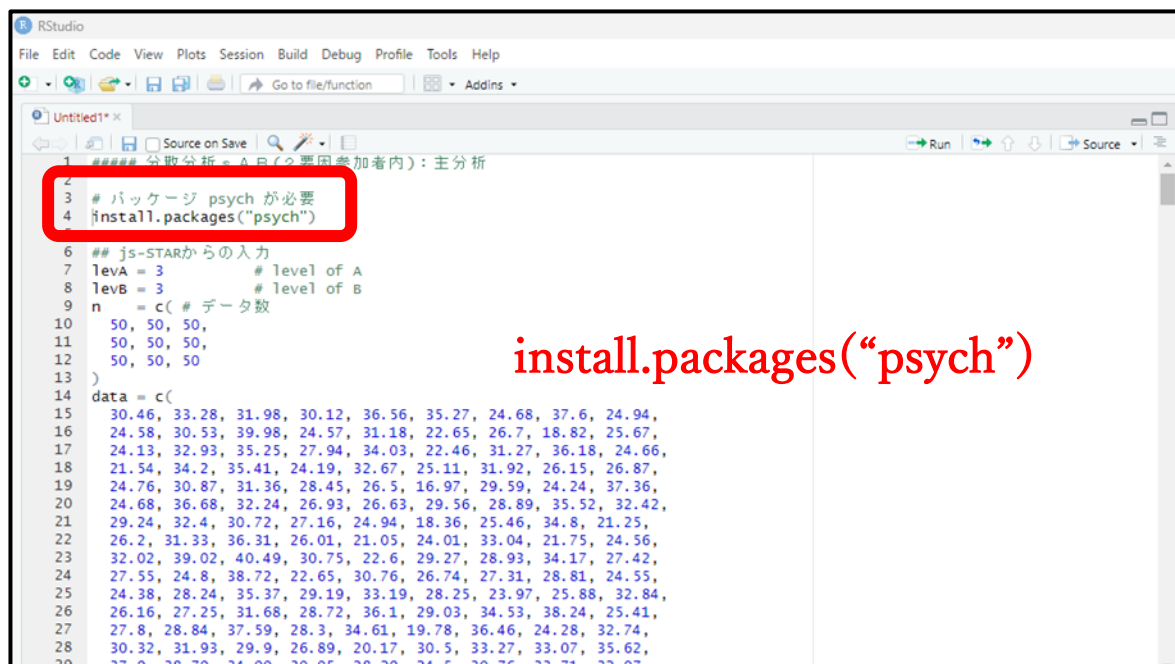 RStudio
File Edit Code View Plots Session Build Debug Profile Tools Help
Go to file/function Addins
Untitled1*
Source on Save Run Source
1 ##### 分散分析sAB(2要因参加者内):主分析
2
3 # パッケージ psych が必要
4 install.packages("psych")
6 ## js-STARからの入力
7 levA = 3 # level of A
8 levB = 3 # level of B
9 n = c( # データ数
10 50, 50, 50,
11 50, 50, 50,
12 50, 50, 50
13 )
14 data = c(
install.packages(“psych”)
15 30.46, 33.28, 31.98, 30.12, 36.56, 35.27, 24.68, 37.6, 24.94,
16 24.58, 30.53, 39.98, 24.57, 31.18, 22.65, 26.7, 18.82, 25.67,
17 24.13, 32.93, 35.25, 27.94, 34.03, 22.46, 31.27, 36.18, 24.66,
18 21.54, 34.2, 35.41, 24.19, 32.67, 25.11, 31.92, 26.15, 26.87,
19 24.76, 30.87, 31.36, 28.45, 26.5, 16.97, 29.59, 24.24, 37.36,
20 24.68, 36.68, 32.24, 26.93, 26.63, 29.56, 28.89, 35.52, 32.42,
21 29.24, 32.4, 30.72, 27.16, 24.94, 18.36, 25.46, 34.8, 21.25,
22 26.2, 31.33, 36.31, 26.01, 21.05, 24.01, 33.04, 21.75, 24.56,
23 32.02, 39.02, 40.49, 30.75, 22.6, 29.27, 28.93, 34.17, 27.42,
24 27.55, 24.8, 38.72, 22.65, 30.76, 26.74, 27.31, 28.81, 24.55,
25 24.38, 28.24, 35.37, 29.19, 33.19, 28.25, 23.97, 25.88, 32.84,
26 26.16, 27.25, 31.68, 28.72, 36.1, 29.03, 34.53, 38.24, 25.41,
27 27.8, 28.84, 37.59, 28.3, 34.61, 19.78, 36.46, 24.28, 32.74,
28 30.32, 31.93, 29.9, 26.89, 20.17, 30.5, 33.27, 33.07, 35.62,